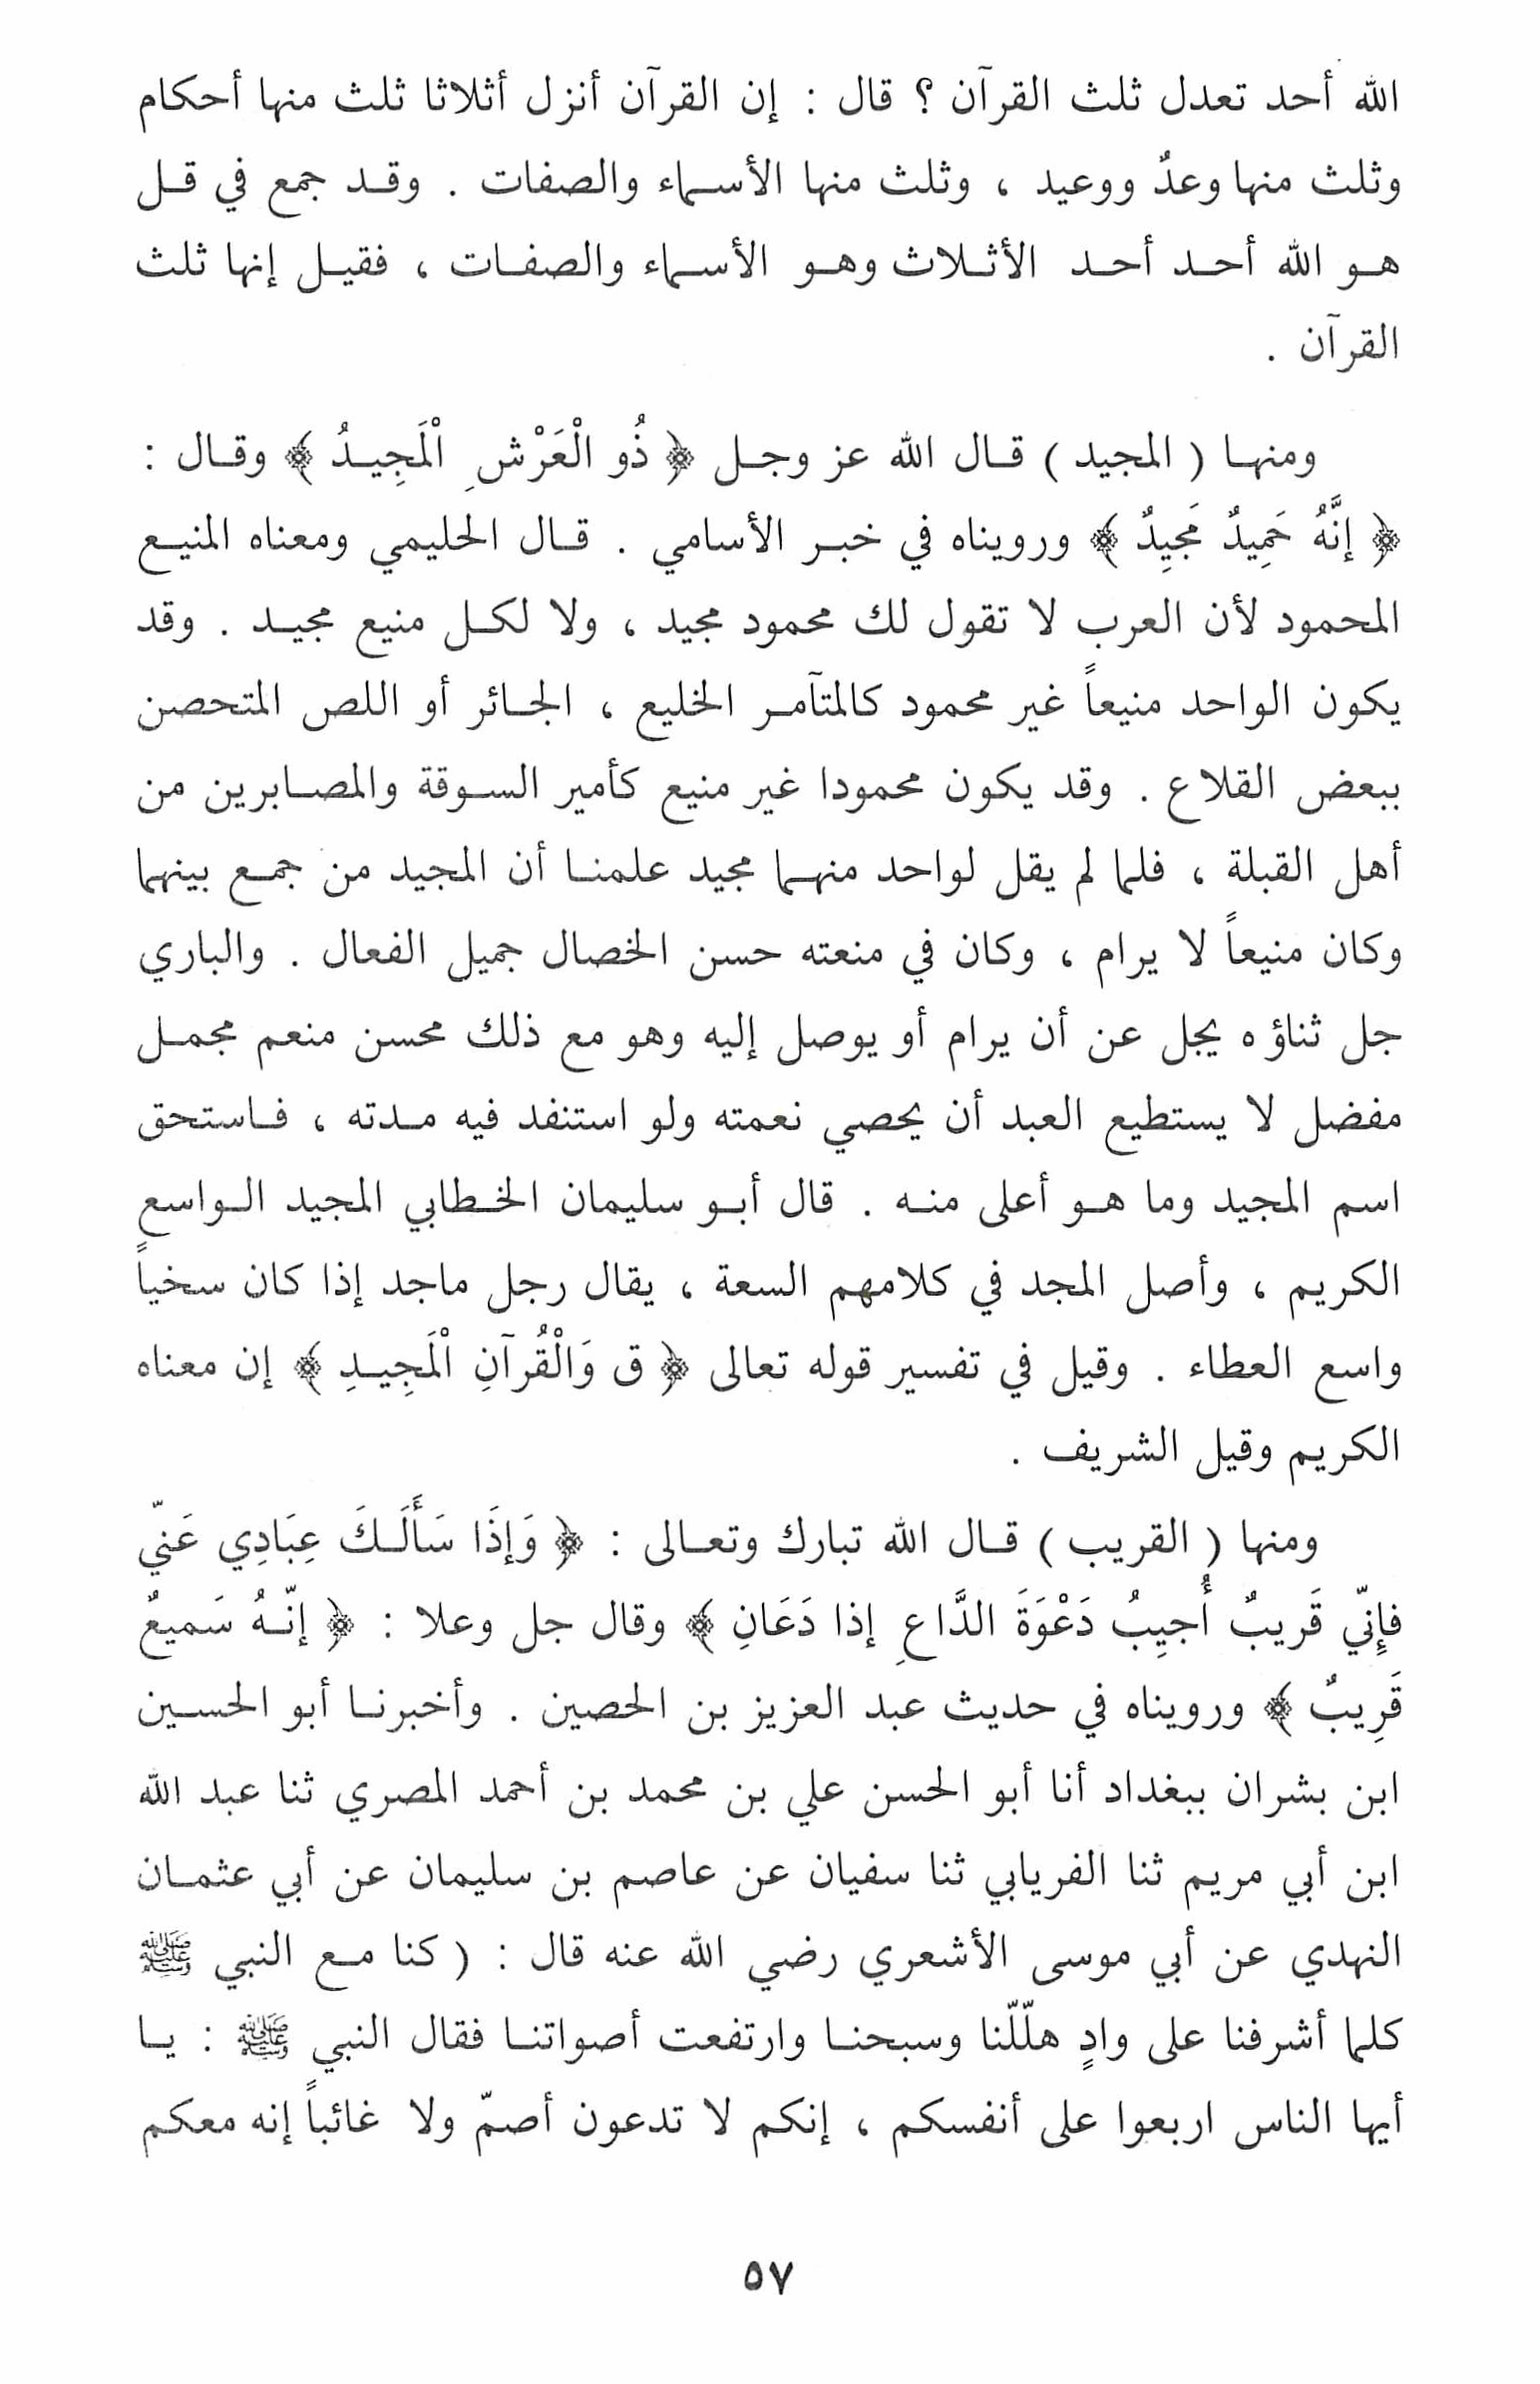 الله أحد تعدل ثلث القرآن ؟ قال : إن القرآن أنزل أثلاثا ثلث منها أحكام
وثلث منها وعدٌ ووعيد ، وثلث منها الأسماء والصفات . وقد جمع في قل
هو الله أحد أحد الأثلاث وهو الأسماء والصفات ، فقيل إنها ثلث
القرآن .
ومنها ( المجيد ) قال الله عز وجل ﴿ ذُو الْعَرْشِ الْمَجِيدُ ﴾ وقال :
﴿ إنَّهُ حَمِيدٌ مَجِيدٌ ﴾ ورويناه في خبر الأسامي . قال الحليمي ومعناه المنيع
المحمود لأن العرب لا تقول لك محمود مجيد ، ولا لكل منيع مجيد . وقد
يكون الواحد منيعاً غير محمود كالمتآمر الخليع ، الجائر أو اللص المتحصن
ببعض القلاع . وقد يكون محمودا غير منيع كأمير السوقة والمصابرين من
أهل القبلة ، فلما لم يقل لواحد منهما مجيد علمنا أن المجيد من جمع بينهما
وكان منيعاً لا يرام ، وكان في منعته حسن الخصال جميل الفعال . والباري
جل ثناؤه يجل عن أن يرام أو يوصل إليه وهو مع ذلك محسن منعم مجمل
مفضل لا يستطيع العبد أن يحصي نعمته ولو استنفد فيه مدته ، فاستحق
اسم المجيد وما هو أعلى منه . قال أبو سليمان الخطابي المجيد الواسع
الكريم ، وأصل المجد في كلامهم السعة ، يقال رجل ماجد إذا كان سخياً
واسع العطاء . وقيل في تفسير قوله تعالى ﴿ ق وَالْقُرآنِ الْمَجِيدِ ﴾ إن معناه
الكريم وقيل الشريف .
ومنها ( القريب ) قال الله تبارك وتعالى : ﴿ وَإذَا سَأَلَكَ عِبَادِي عَنّي
فإِنّي قَريبٌ أُجيِبُ دَعْوَةَ الدَّاعِ إذا دَعَانِ ﴾ وقال جل وعلا : ﴿ إنّهُ سَميعٌ
قَرِيبٌ ﴾ ورويناه في حديث عبد العزيز بن الحصين . وأخبرنا أبو الحسين
ابن بشران ببغداد أنا أبو الحسن علي بن محمد بن أحمد المصري ثنا عبد الله
ابن أبي مريم ثنا الفريابي ثنا سفيان عن عاصم بن سليمان عن أبي عثمان
النهدي عن أبي موسى الأشعري رضي الله عنه قال : ( كنا مع النبي ﷺ
كلما أشرفنا على وادٍ هلّلّنا وسبحنا وارتفعت أصواتنا فقال النبي ﷺ : يا
أيها الناس اربعوا على أنفسكم ، إنكم لا تدعون أصمّ ولا غائباً إنه معكم
٥٧